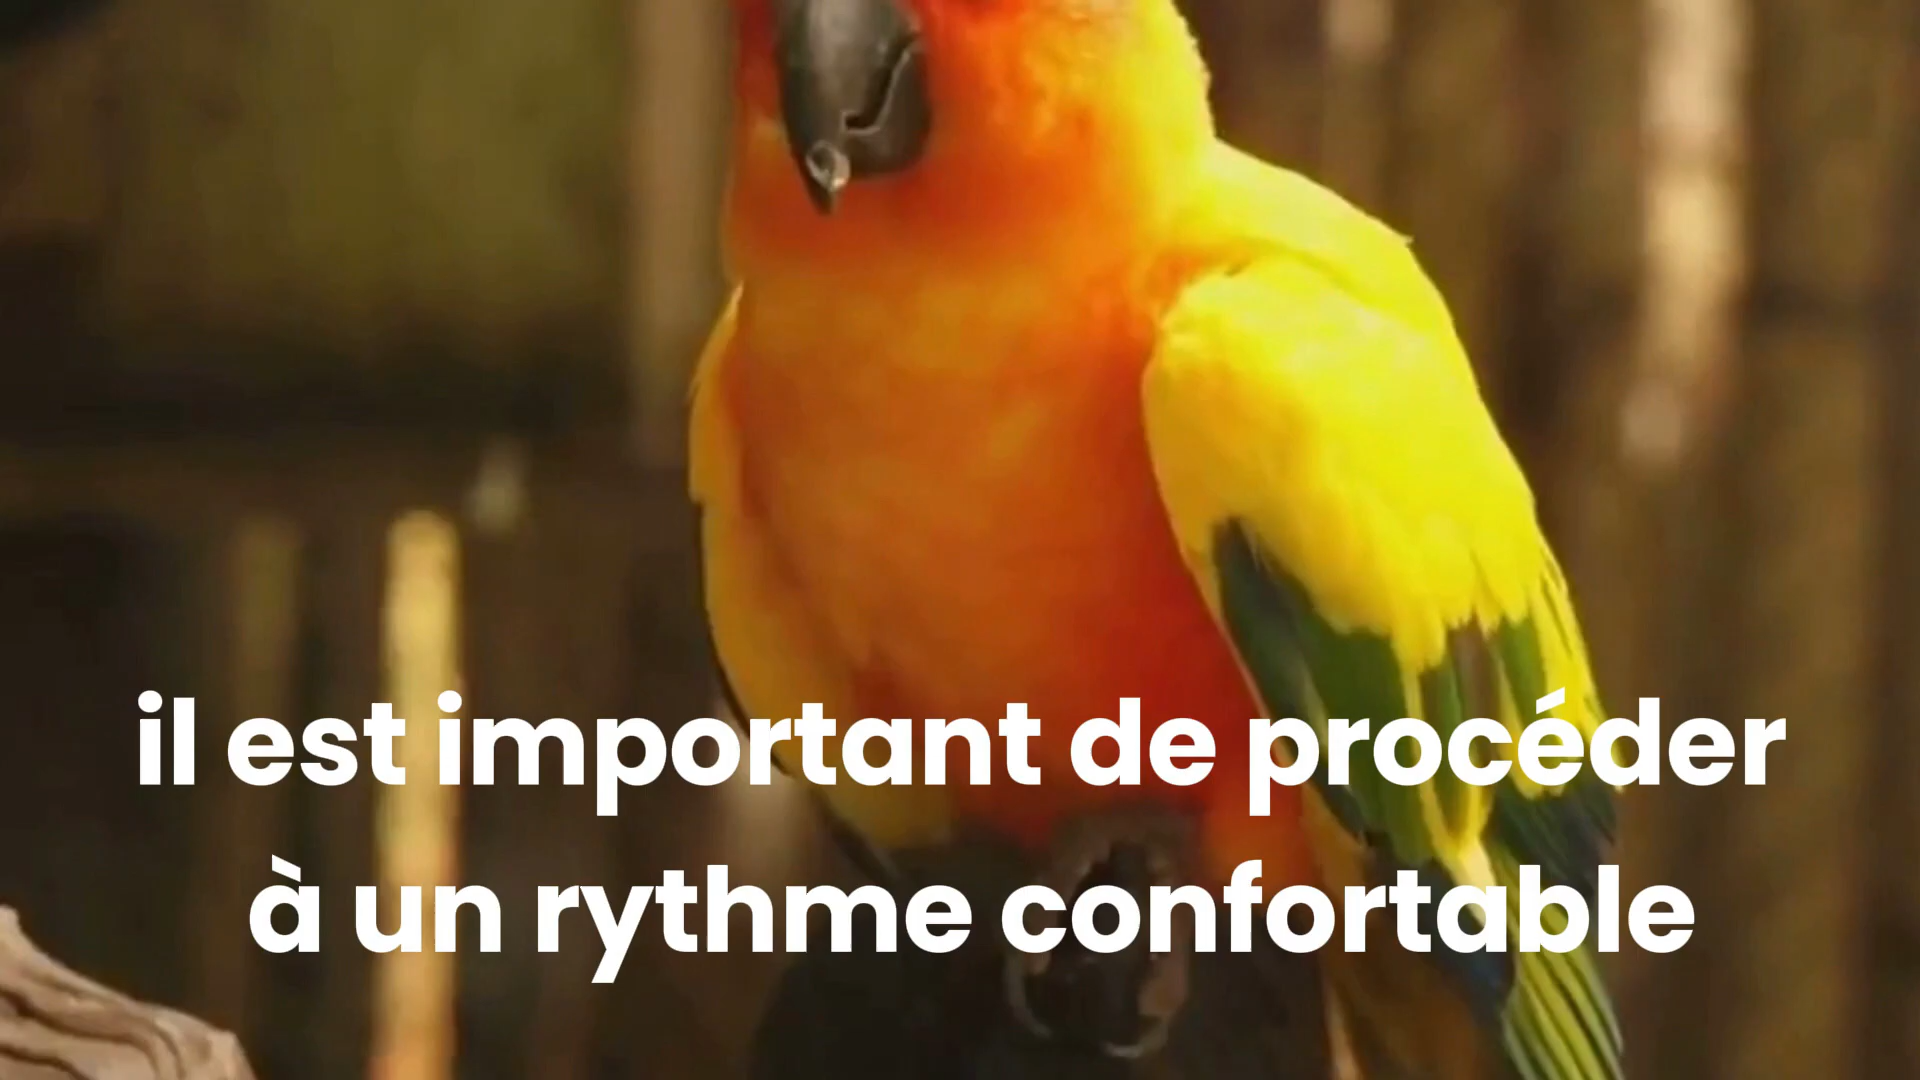 il est important de procéder
à un rythme confortable